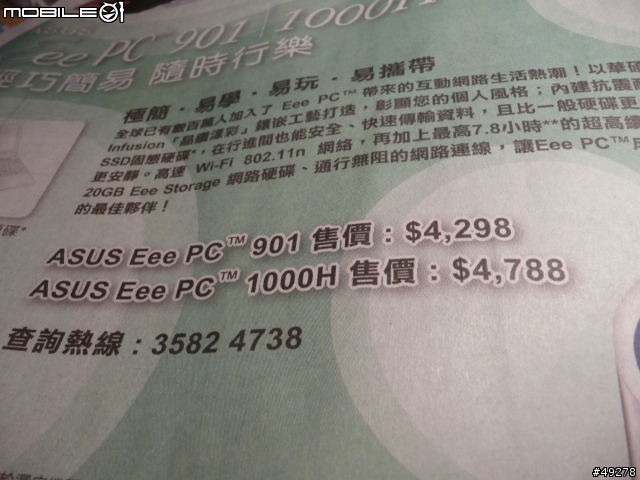 MOBILE01
ASUS
Eee PC 901 | 1000H
輕巧簡易 隨時行樂
極簡．易學．易玩．易攜帶
全球已有數百萬人加入了 Eee PC™ 帶來的互動網路生活熱潮！以華碩
Infusion「晶鑽漾彩」鑲嵌工藝打造，彰顯您的個人風格；內建抗震
SSD固態硬碟*，在行進間也能安全、快速傳輸資料，且比一般硬碟更
更安靜。高速 Wi-Fi 802.11n 網絡，再加上最高7.8小時**的超高續
20GB Eee Storage 網路硬碟、通行無阻的網路連線，讓Eee PC™成
的最佳夥伴！
硬碟*
ASUS Eee PC™ 901 售價：$4,298
ASUS Eee PC™ 1000H 售價：$4,788
查詢熱線：3582 4738
#49278